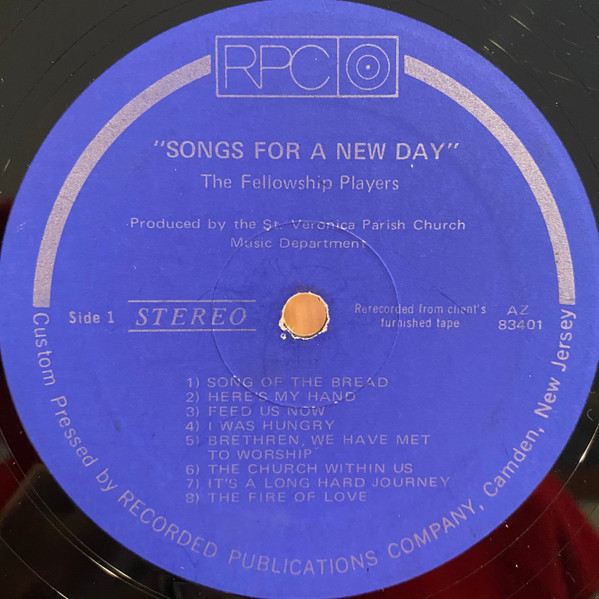 RPC
"SONGS FOR A NEW DAY"
The Fellowship Players
Produced by the St. Veronica Parish Church
Music Department
Side 1
STEREO
Rerecorded from client's
furnished tape
AZ
83401
1) SONG OF THE BREAD
2) HERE'S MY HAND
3) FEED US NOW
4) I WAS HUNGRY
5) BRETHREN, WE HAVE MET
TO WORSHIP
6) THE CHURCH WITHIN US
7) IT'S A LONG HARD JOURNEY
8) THE FIRE OF LOVE
Custom Pressed by RECORDED PUBLICATIONS COMPANY, Camden, New Jersey